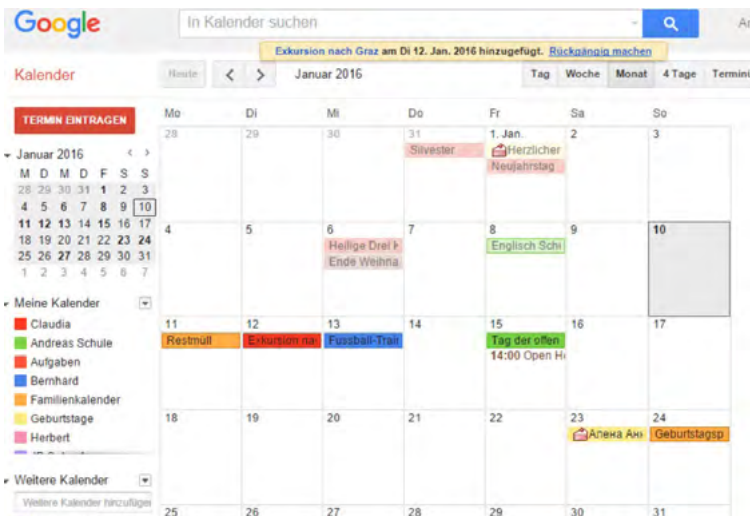 Google
In Kalender suchen
Exkursion nach Graz am Di 12. Jan. 2016 hinzugefügt. Rückgängig machen
Kalender
Heute
Januar 2016
Tag Woche Monat 4 Tage
TERMIN EINTRAGEN
Januar 2016
M D M D F S S
28 29 30 31 1 2 3
4 5 6 7 8 9 10
11 12 13 14 15 16 17
18 19 20 21 22 23 24
25 26 27 28 29 30 31
1 2 3 4 5 6 7
Meine Kalender
Claudia
Andreas Schule
Aufgaben
Bernhard
Familienkalender
Geburtstage
Herbert
Weitere Kalender
Weitere Kalender hinzufügen
Mo Di Mi Do Fr Sa So
28 29 30 31 1. Jan. 2 3
Silvester Herzlicher
Neujahrstag
4 5 6 7 8 9 10
Heilige Drei Englisch Schi
Ende Weihna
11 12 13 14 15 16 17
Restmüll Exkursion na Fussball-Train Tag der offen
14:00 Open
18 19 20 21 22 23 24
Алена Geburtstagsp
25 26 27 28 29 30 31